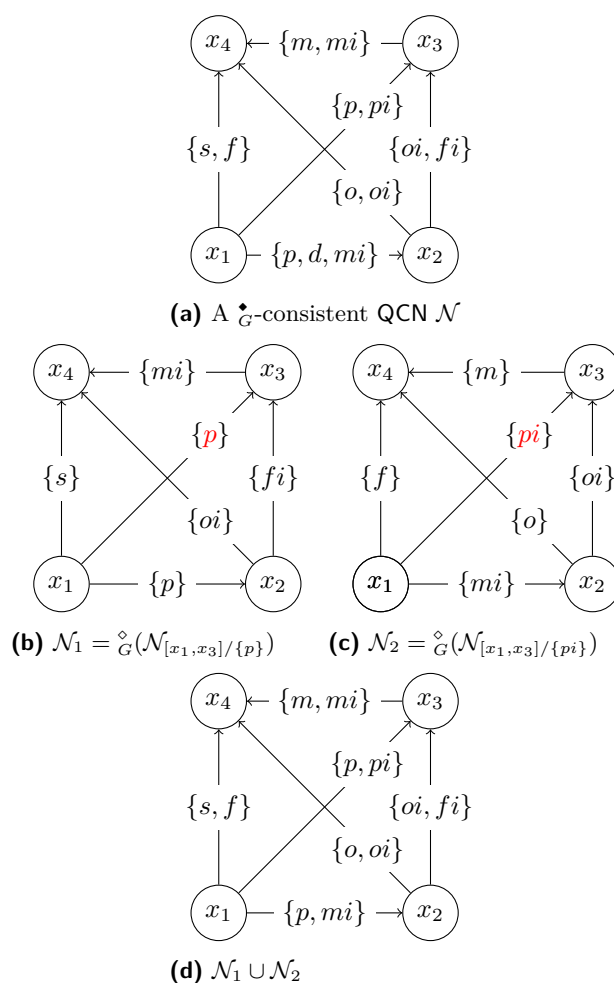 x₄ {m, mi} x₃
{p, pi}
{s, f} {oi, fi}
{o, oi}
x₁ {p, d, mi} x₂
(a) A ◆G-consistent QCN 𝒩
x₄ {mi} x₃
{p}
{s} {fi}
{oi}
x₁ {p} x₂
(b) 𝒩₁ = ◇G(𝒩[x₁,x₃]/{p})
x₄ {m} x₃
{pi}
{f} {oi}
{o}
x₁ {mi} x₂
(c) 𝒩₂ = ◇G(𝒩[x₁,x₃]/{pi})
x₄ {m, mi} x₃
{p, pi}
{s, f} {oi, fi}
{o, oi}
x₁ {p, mi} x₂
(d) 𝒩₁ ∪ 𝒩₂